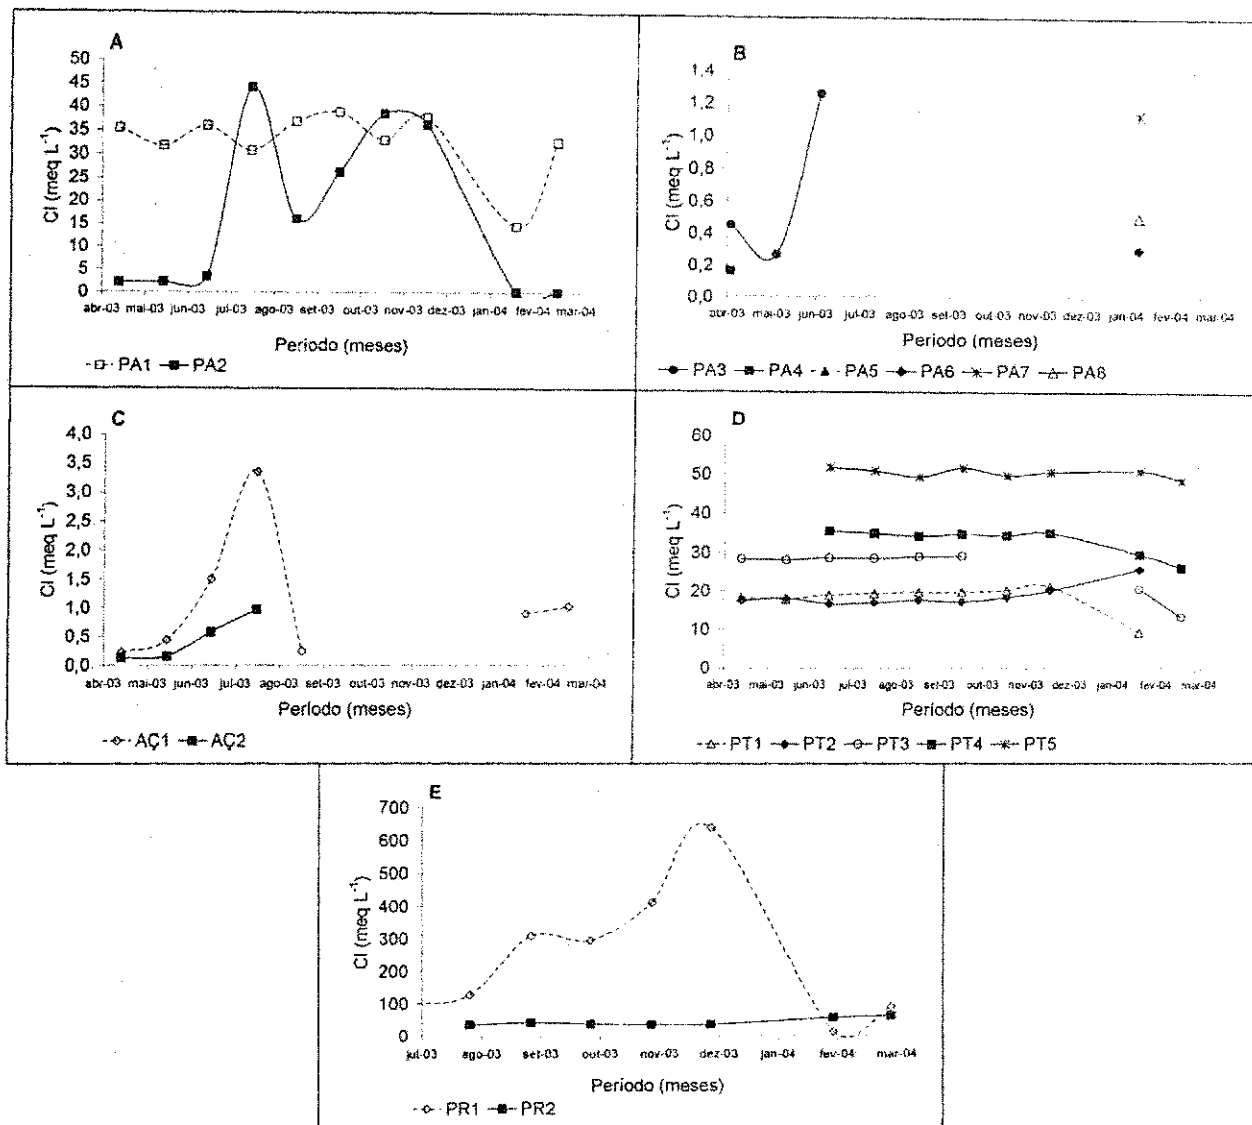 A
50
45
40
35
30
25
20
15
10
5
0
Cl (meq L⁻¹)
abr-03 mai-03 jun-03 jul-03 ago-03 set-03 out-03 nov-03 dez-03 jan-04 fev-04 mar-04
Período (meses)
PA1 PA2
B
1,4
1,2
1,0
0,8
0,6
0,4
0,2
0,0
Cl (meq L⁻¹)
abr-03 mai-03 jun-03 jul-03 ago-03 set-03 out-03 nov-03 dez-03 jan-04 fev-04 mar-04
Período (meses)
PA3 PA4 PA5 PA6 PA7 PA8
C
4,0
3,5
3,0
2,5
2,0
1,5
1,0
0,5
0,0
Cl (meq L⁻¹)
abr-03 mai-03 jun-03 jul-03 ago-03 set-03 out-03 nov-03 dez-03 jan-04 fev-04 mar-04
Período (meses)
AÇ1 AÇ2
D
60
50
40
30
20
10
0
Cl (meq L⁻¹)
abr-03 mai-03 jun-03 jul-03 ago-03 set-03 out-03 nov-03 dez-03 jan-04 fev-04 mar-04
Período (meses)
PT1 PT2 PT3 PT4 PT5
E
700
600
500
400
300
200
100
0
Cl (meq L⁻¹)
jul-03 ago-03 set-03 out-03 nov-03 dez-03 jan-04 fev-04 mar-04
Período (meses)
PR1 PR2